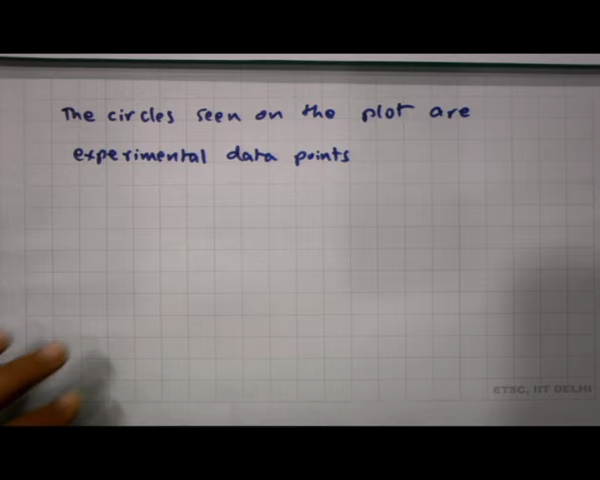 The circles seen on the plot are
experimental data points
ETSC, IIT DELHI